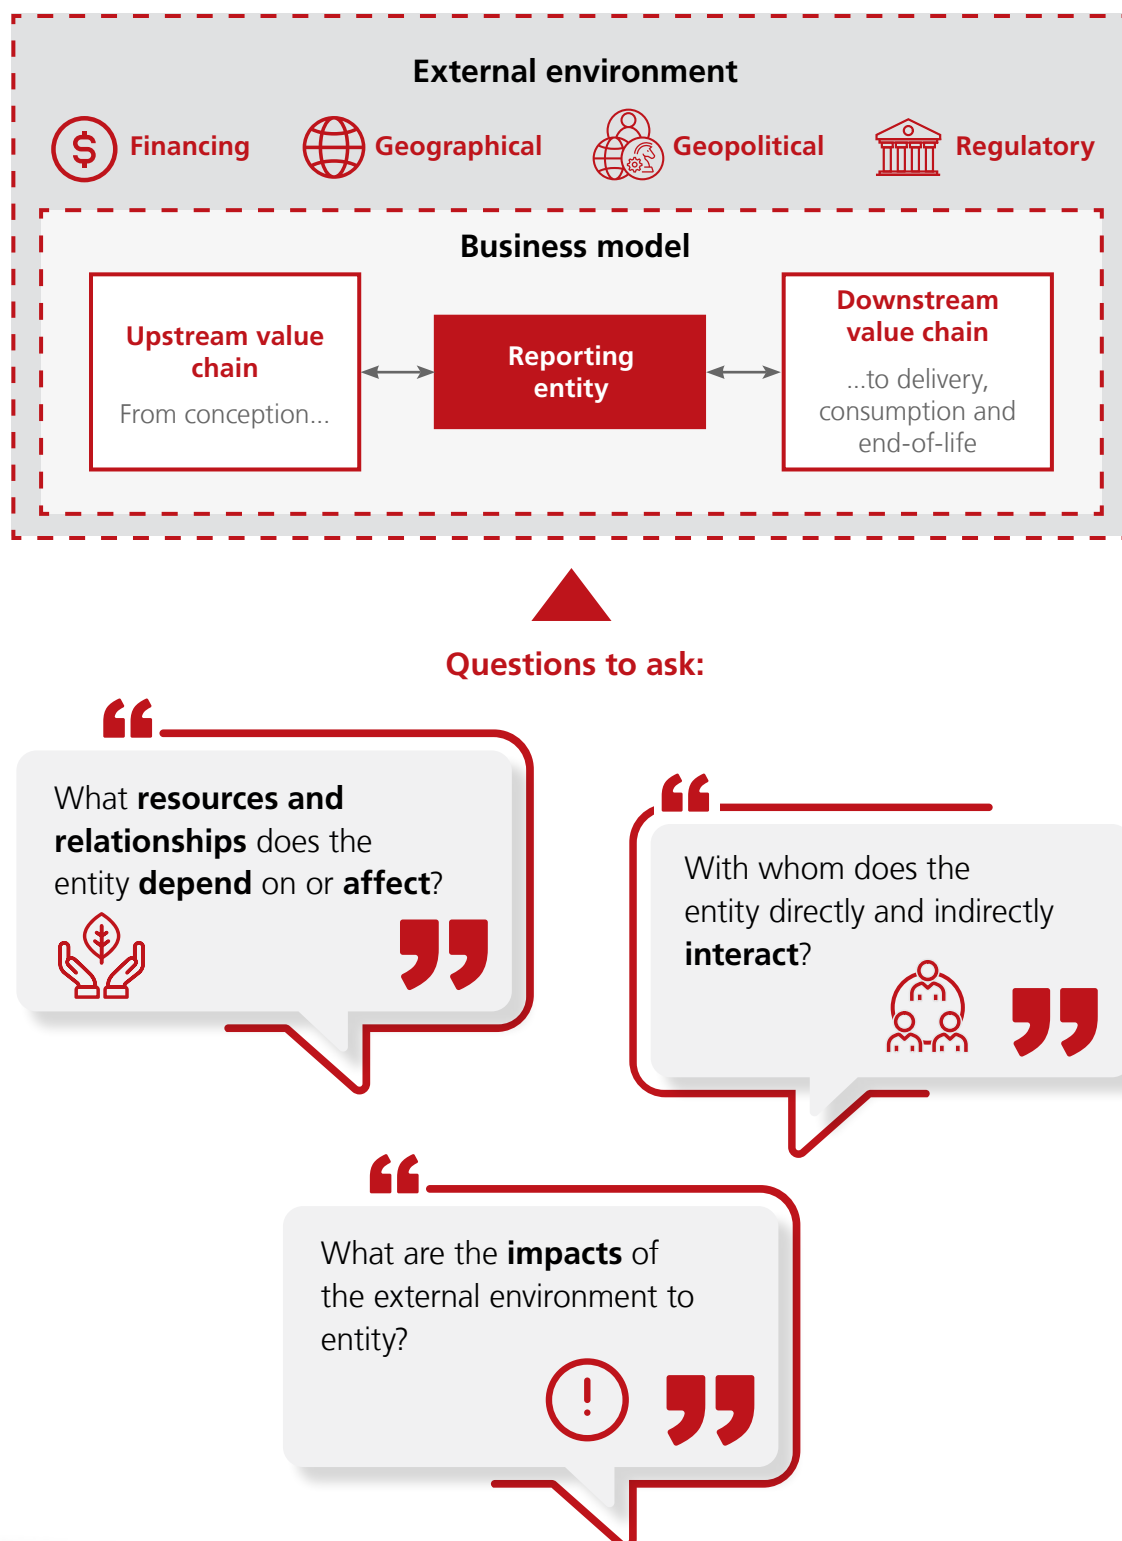 External environment
$ Financing Geographical Geopolitical Regulatory
Business model
Upstream value
chain
From conception...
Reporting
entity
Downstream
value chain
...to delivery,
consumption and
end-of-life
Questions to ask:
“
What resources and
relationships does the
entity depend on or affect?
”
“
With whom does the
entity directly and indirectly
interact?
”
“
What are the impacts of
the external environment to
entity?
! ”